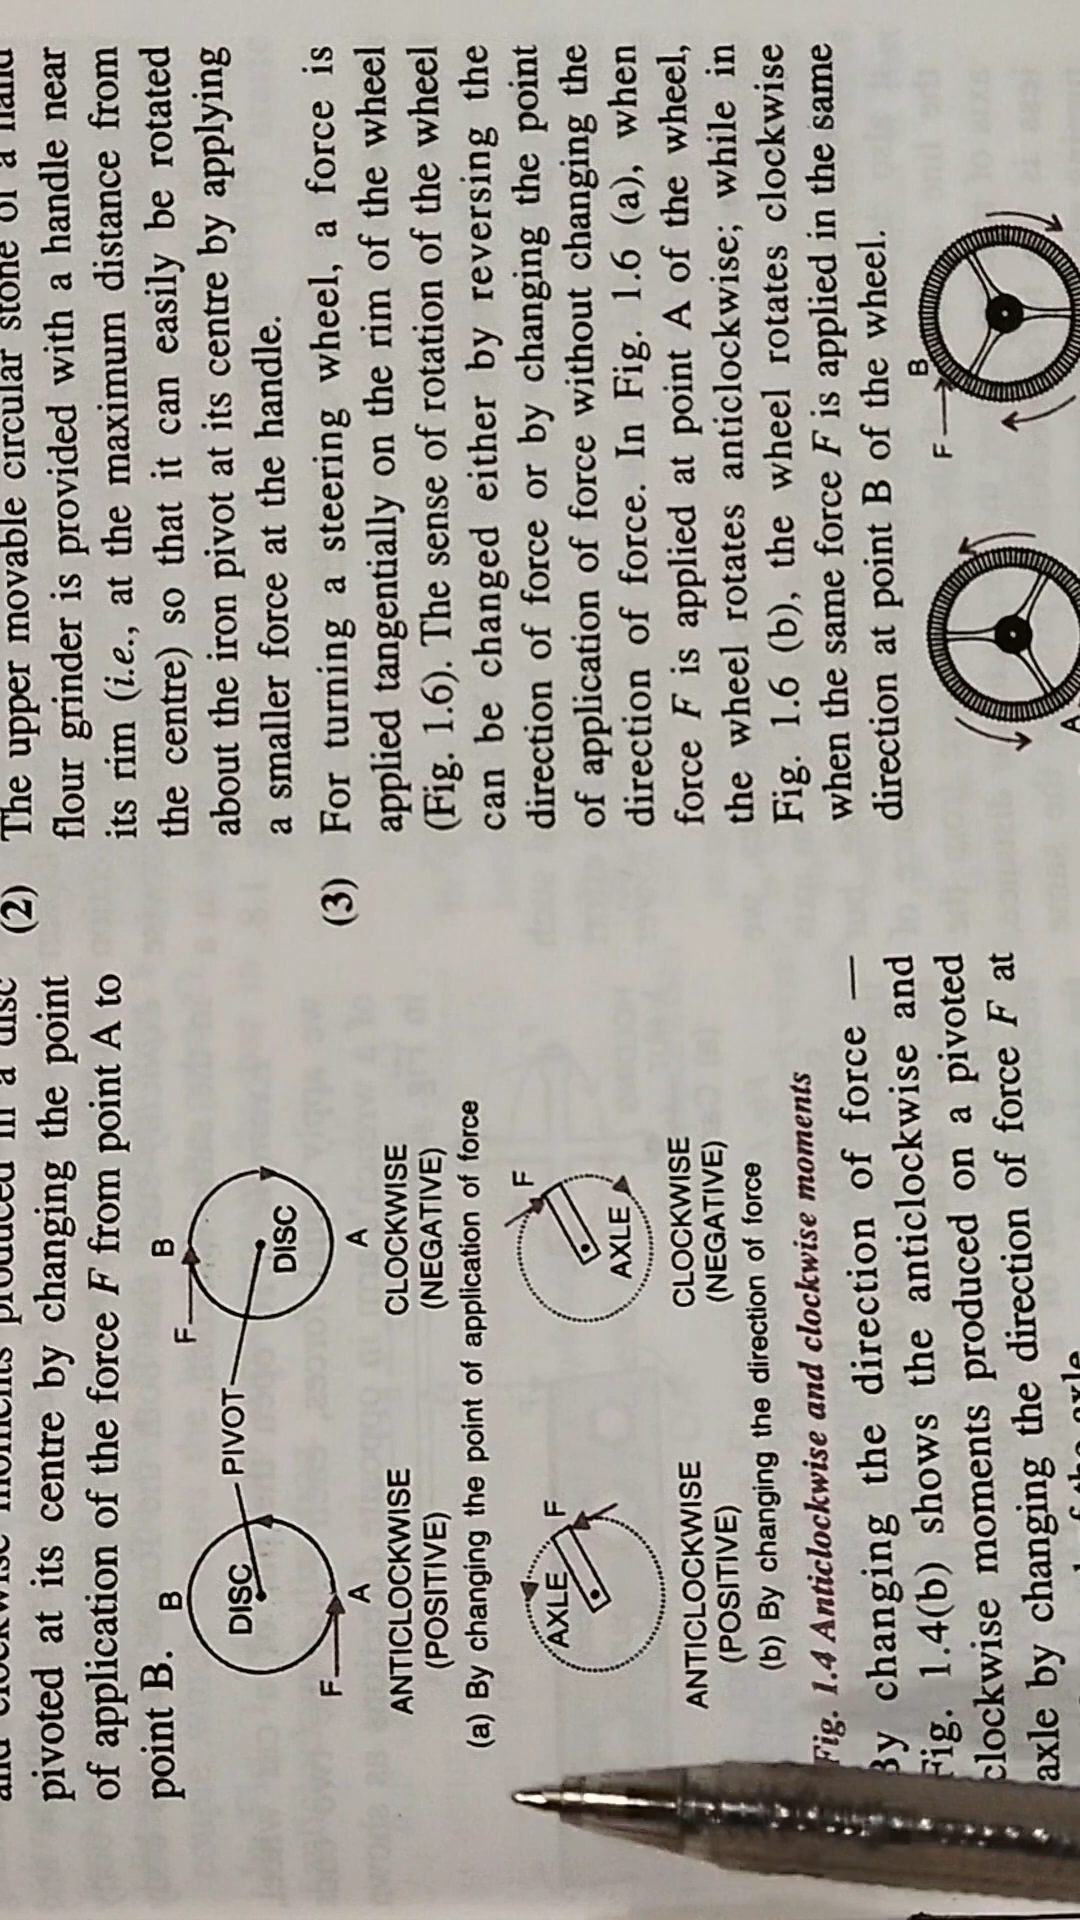 pivoted at its centre by changing the point
of application of the force F from point A to
point B.
B
B
F
DISC
PIVOT
DISC
F
A
A
ANTICLOCKWISE
CLOCKWISE
(POSITIVE)
(NEGATIVE)
(a) By changing the point of application of force
AXLE
F
F
AXLE
ANTICLOCKWISE
CLOCKWISE
(POSITIVE)
(NEGATIVE)
(b) By changing the direction of force
Fig. 1.4 Anticlockwise and clockwise moments
By changing the direction of force —
Fig. 1.4(b) shows the anticlockwise and
clockwise moments produced on a pivoted
axle by changing the direction of force F at
(2) The upper movable circular stone of a hand
flour grinder is provided with a handle near
its rim (i.e., at the maximum distance from
the centre) so that it can easily be rotated
about the iron pivot at its centre by applying
a smaller force at the handle.
(3) For turning a steering wheel, a force is
applied tangentially on the rim of the wheel
(Fig. 1.6). The sense of rotation of the wheel
can be changed either by reversing the
direction of force or by changing the point
of application of force without changing the
direction of force. In Fig. 1.6 (a), when
force F is applied at point A of the wheel,
the wheel rotates anticlockwise; while in
Fig. 1.6 (b), the wheel rotates clockwise
when the same force F is applied in the same
direction at point B of the wheel.
F
B
A